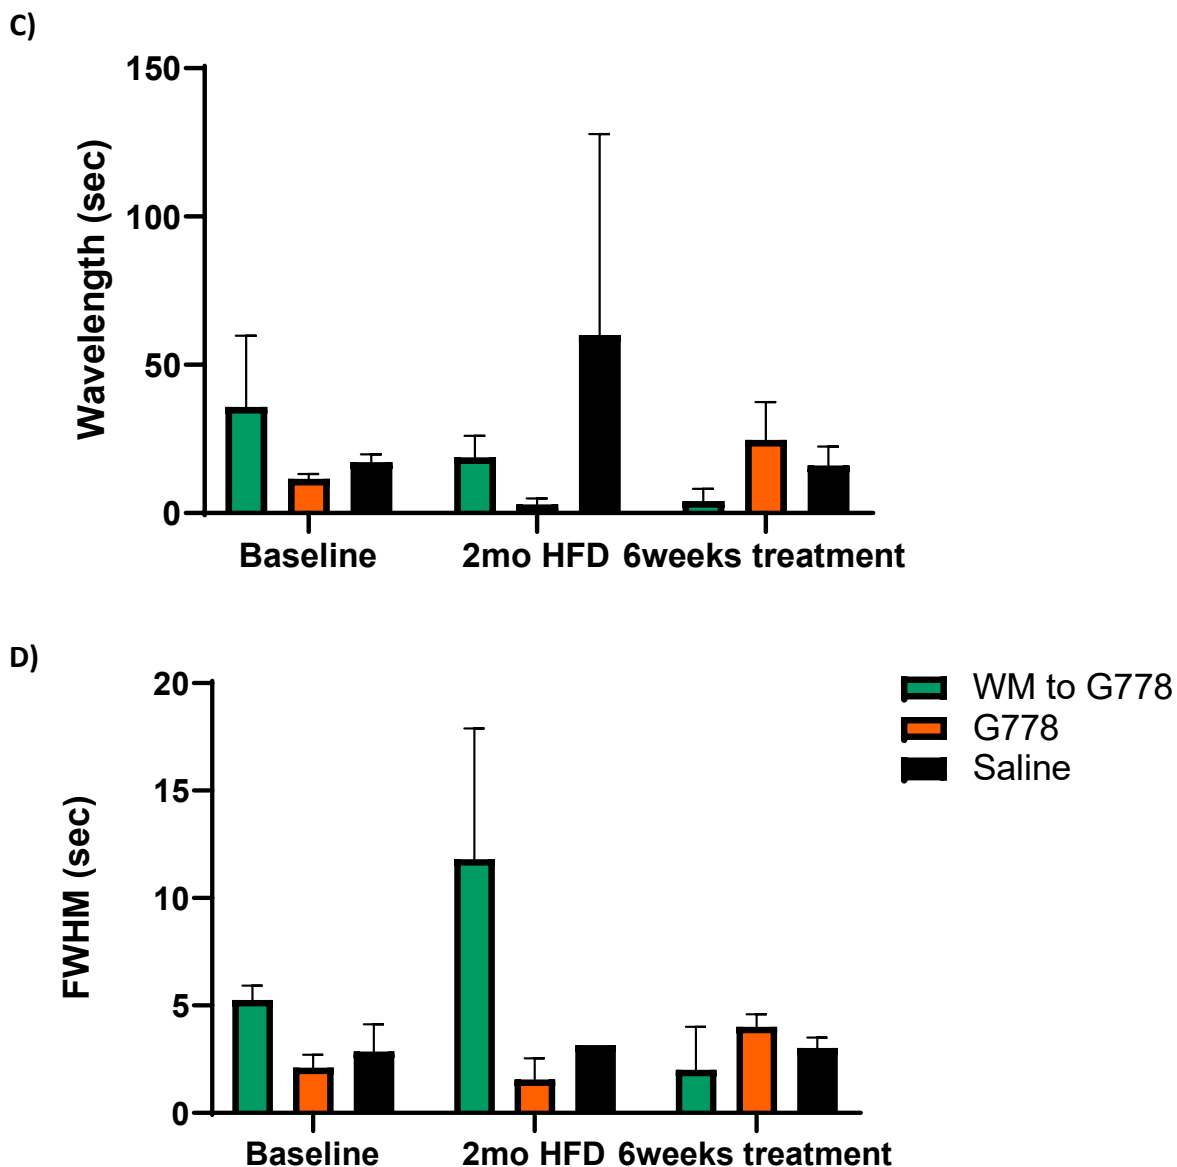 C)
150
100
50
0
Wavelength (sec)
Baseline 2mo HFD 6weeks treatment
D)
20
15
10
5
0
FWHM (sec)
Baseline 2mo HFD 6weeks treatment
WM to G778
G778
Saline